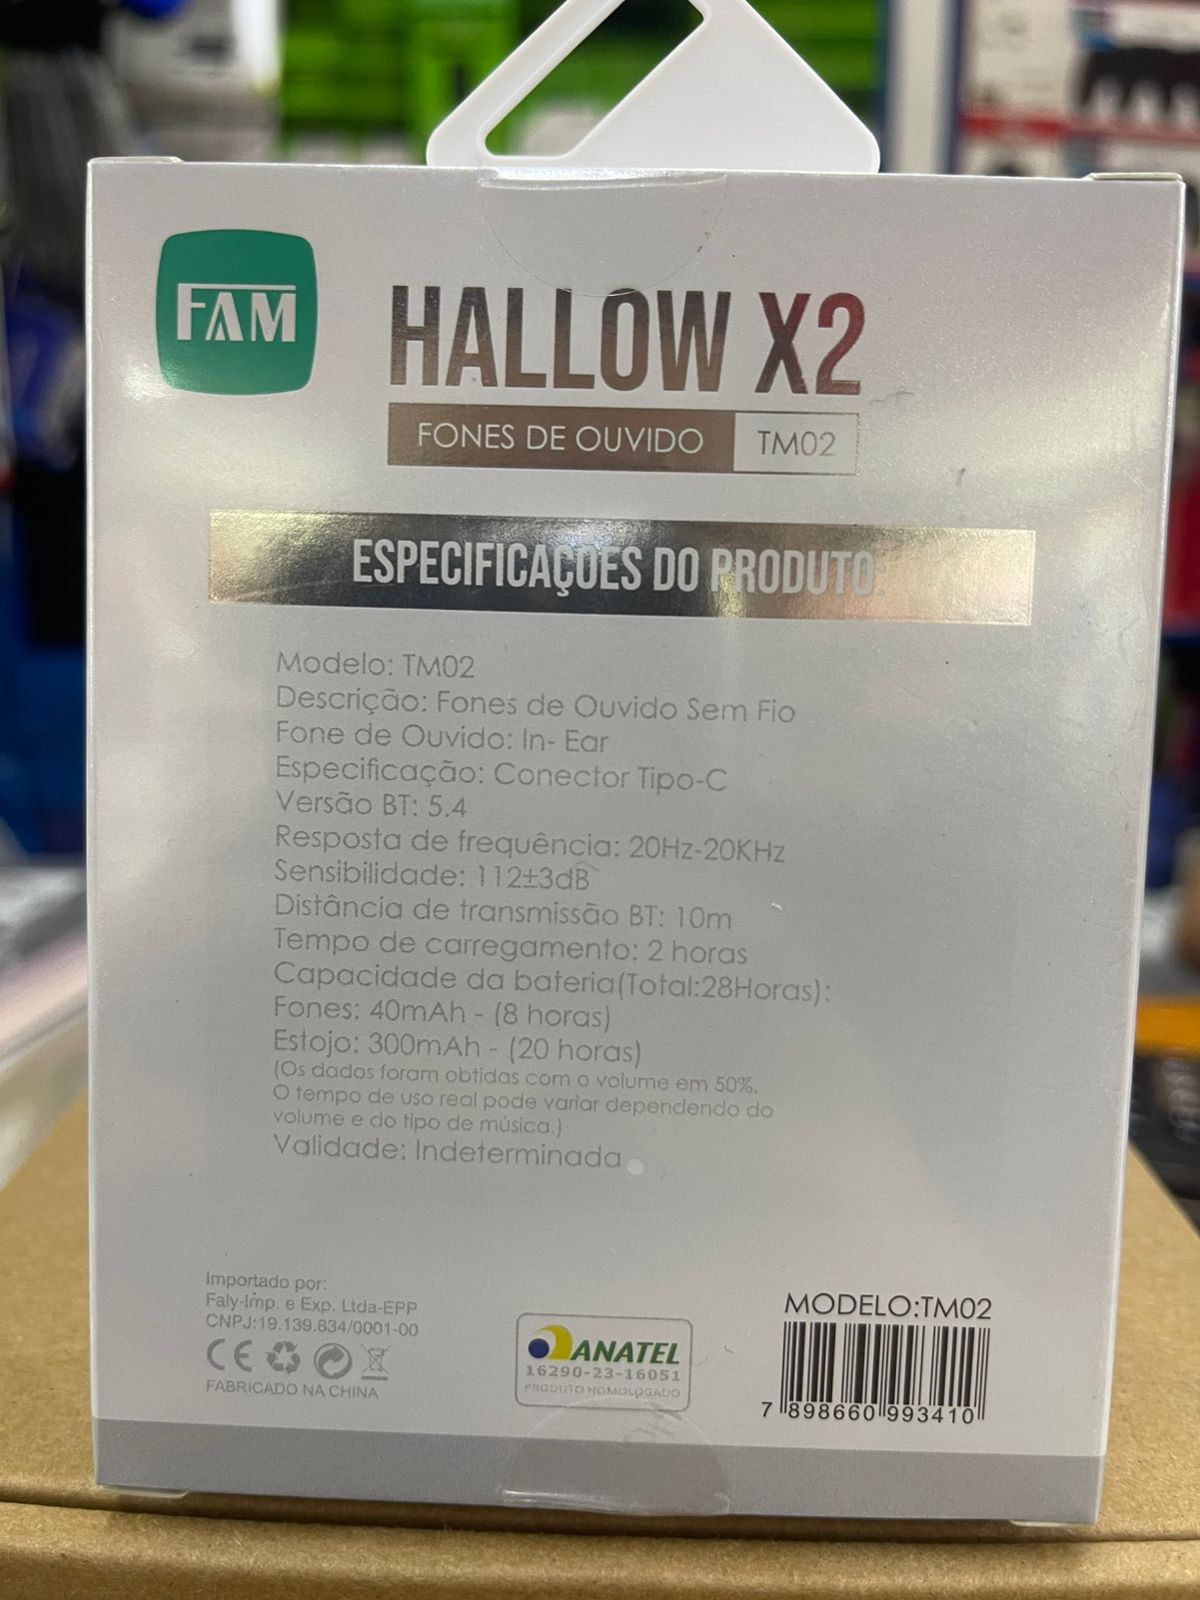 FAM
HALLOW X2
FONES DE OUVIDO TM02
ESPECIFICAÇÕES DO PRODUTO:
Modelo: TM02
Descrição: Fones de Ouvido Sem Fio
Fone de Ouvido: In- Ear
Especificação: Conector Tipo-C
Versão BT: 5.4
Resposta de frequência: 20Hz-20KHz
Sensibilidade: 112±3dB
Distância de transmissão BT: 10m
Tempo de carregamento: 2 horas
Capacidade da bateria(Total:28Horas):
Fones: 40mAh - (8 horas)
Estojo: 300mAh - (20 horas)
(Os dados foram obtidas com o volume em 50%.
O tempo de uso real pode variar dependendo do
volume e do tipo de música.)
Validade: Indeterminada
Importado por:
Faly-Imp. e Exp. Ltda-EPP
CNPJ:19.139.634/0001-00
CE
FABRICADO NA CHINA
ANATEL
16290-23-16051
PRODUTO HOMOLOGADO
MODELO:TM02
7 898660 993410